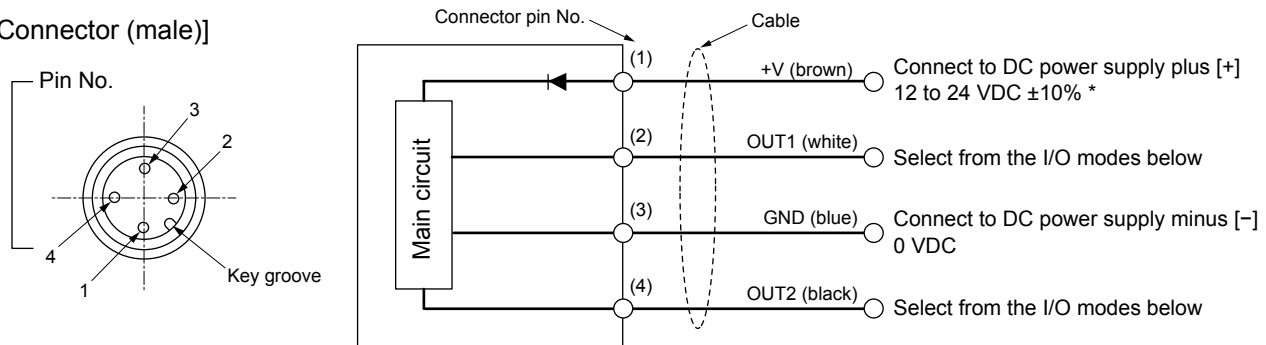 Connector (male)]
Pin No.
3
2
4
1
Key groove
Connector pin No.
Cable
Main circuit
(1)
+V (brown)
Connect to DC power supply plus [+]
12 to 24 VDC ±10% *
(2)
OUT1 (white)
Select from the I/O modes below
(3)
GND (blue)
Connect to DC power supply minus [−]
0 VDC
(4)
OUT2 (black)
Select from the I/O modes below